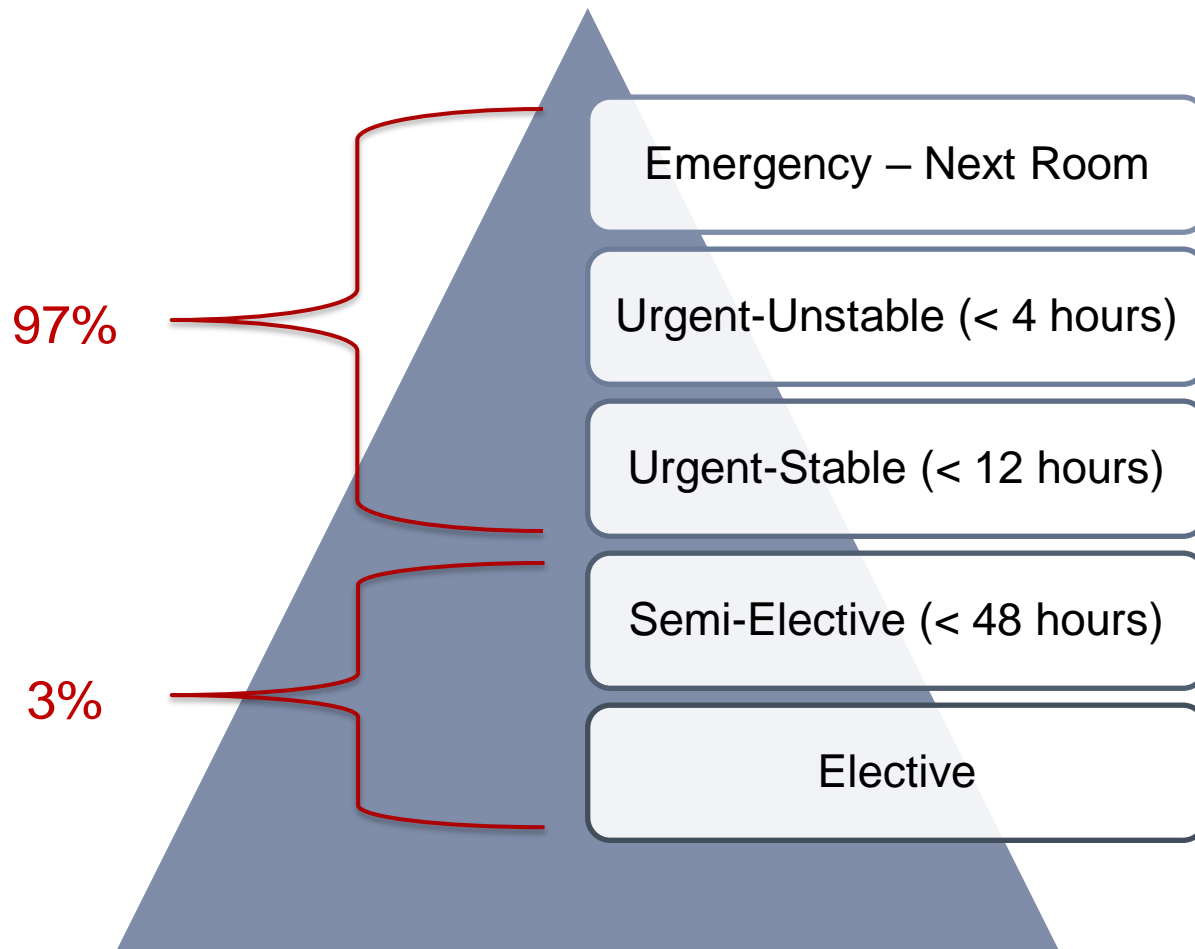 Emergency – Next Room
Urgent-Unstable (< 4 hours)
97%
Urgent-Stable (< 12 hours)
Semi-Elective (< 48 hours)
3%
Elective